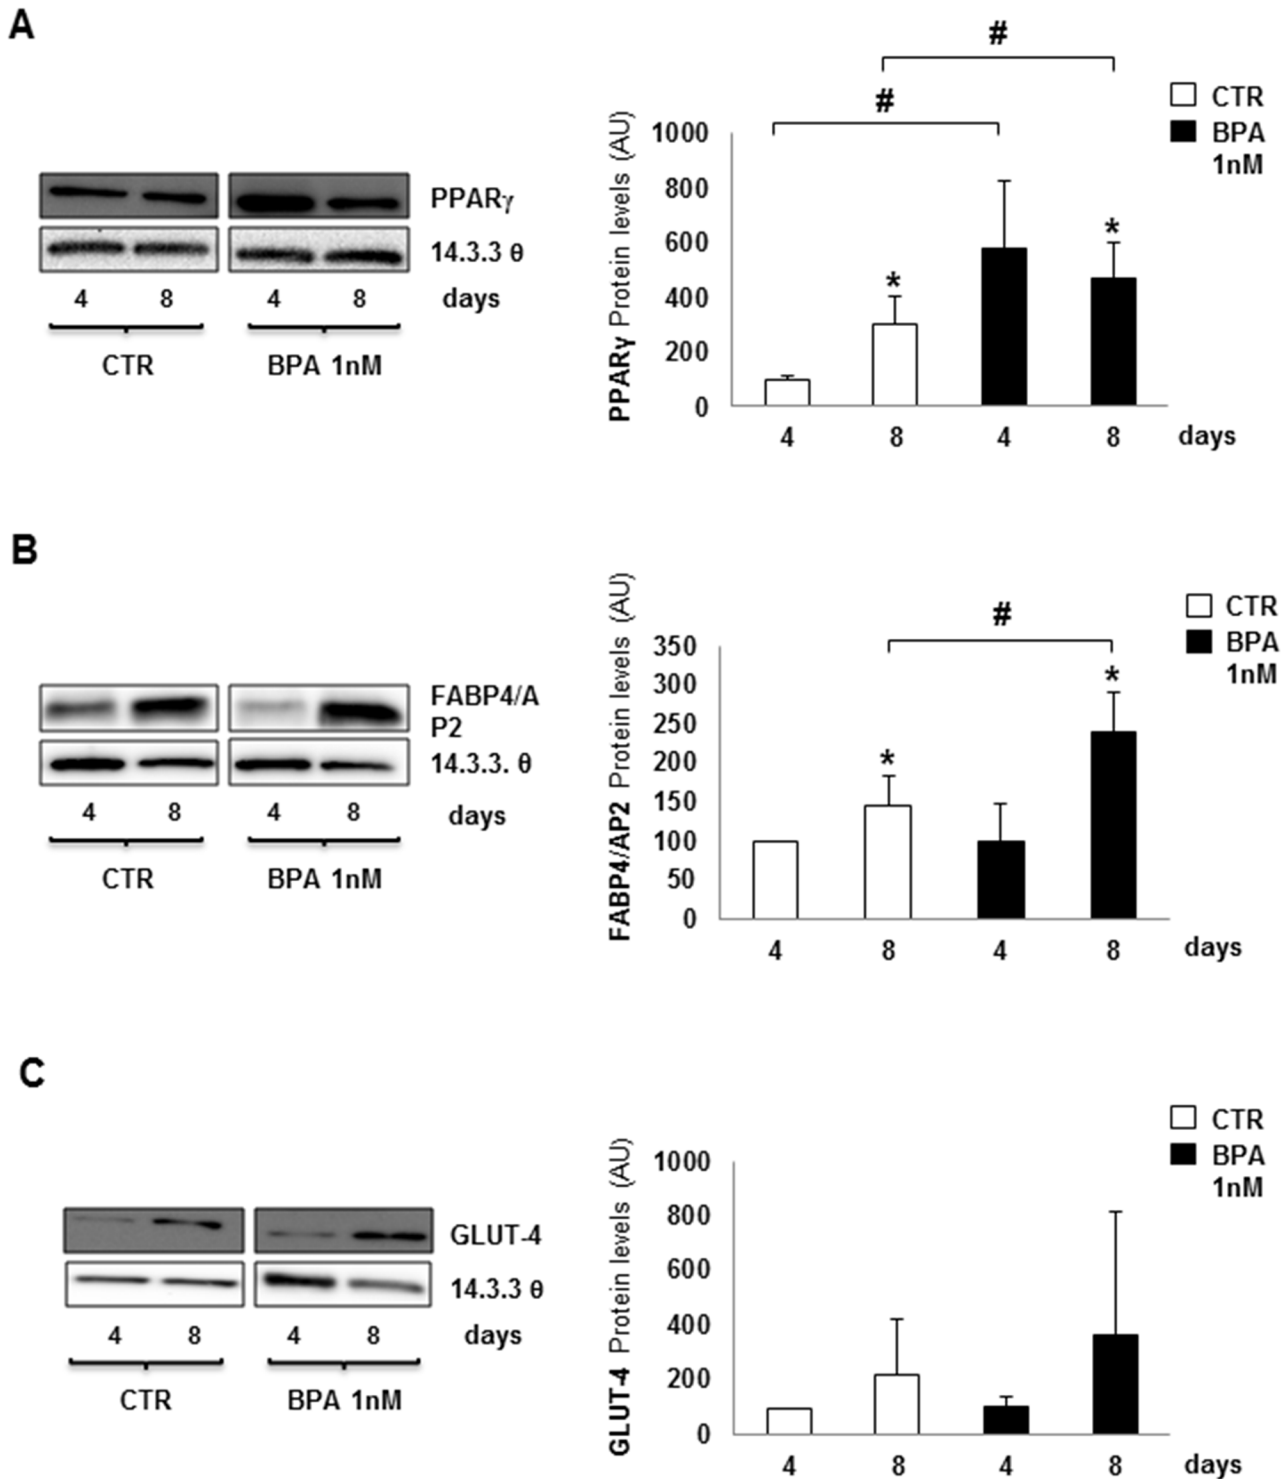 A
PPARγ
14.3.3 θ
4 8 days
CTR BPA 1nM
#
#
CTR
BPA
1nM
PPARγ Protein levels (AU)
1000
800
600
400
200
0
*
*
4 8 4 8 days
B
FABP4/A
P2
14.3.3. θ
4 8 4 8 days
CTR BPA 1nM
#
CTR
BPA
1nM
FABP4/AP2 Protein levels (AU)
350
300
250
200
150
100
50
0
*
*
4 8 4 8 days
C
GLUT-4
14.3.3 θ
4 8 4 8 days
CTR BPA 1nM
CTR
BPA
1nM
GLUT-4 Protein levels (AU)
1000
800
600
400
200
0
4 8 4 8 days